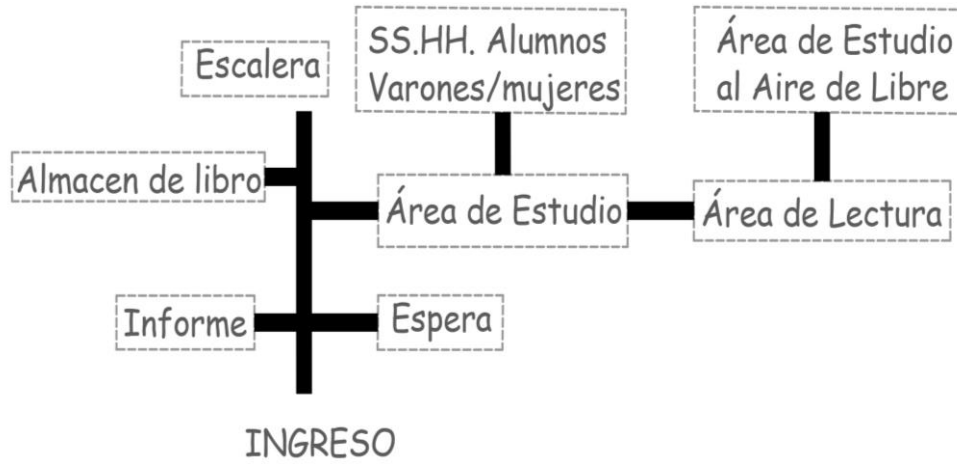 Escalera
SS.HH. Alumnos
Varones/mujeres
Área de Estudio
al Aire de Libre
Almacen de libro
Área de Estudio
Área de Lectura
Informe
Espera
INGRESO